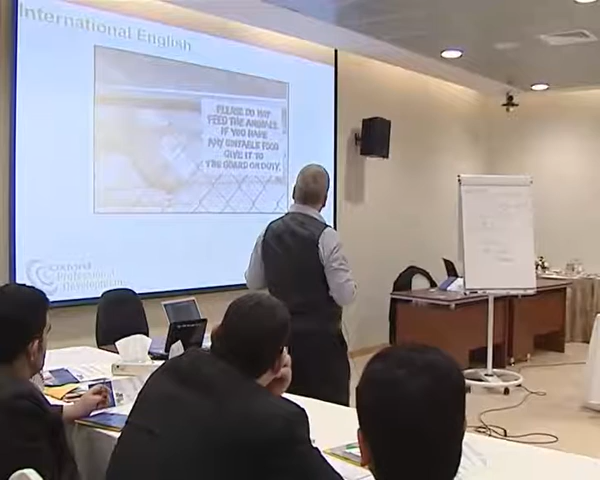 International English
PLEASE DO NOT
FEED THE ANIMALS.
IF YOU HAVE
ANY SUITABLE FOOD
GIVE IT TO
THE GUARD ON DUTY.
OXFORD
Professional
Development